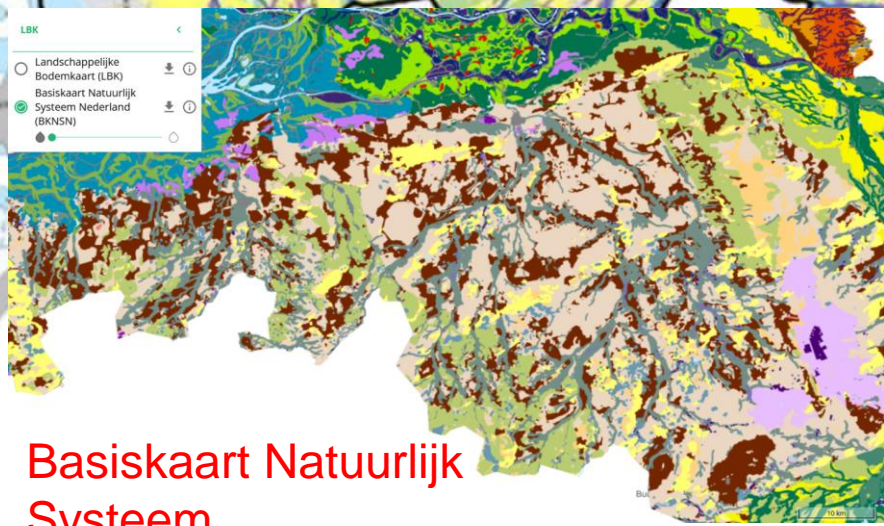 LBK
Landschappelijke
Bodemkaart (LBK)
Basiskaart Natuurlijk
Systeem Nederland
(BKNSN)
Basiskaart Natuurlijk
Systeem
10 km